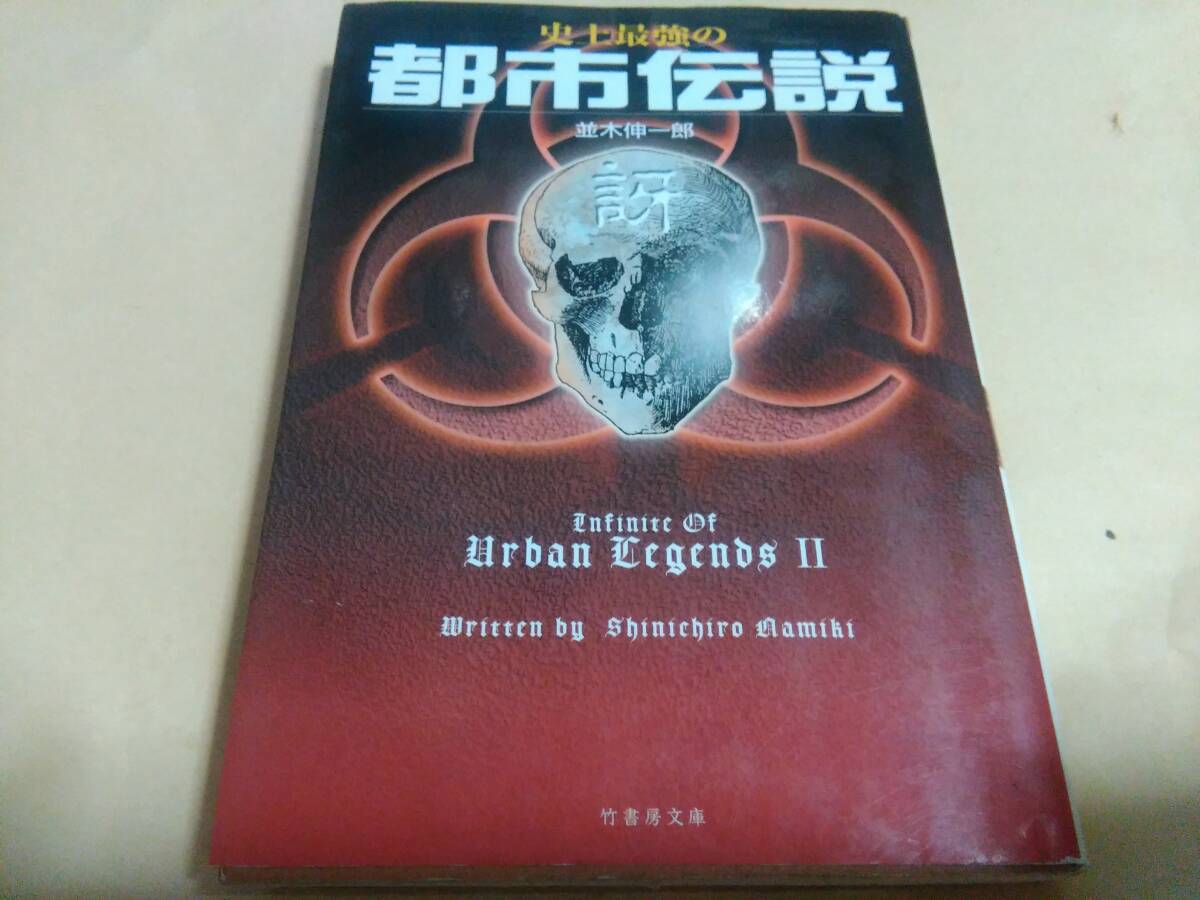 史上最強の
都市伝説
並木伸一郎
訝
Infinite Of
Urban Legends II
Written by Shinichiro Namiki
竹書房文庫